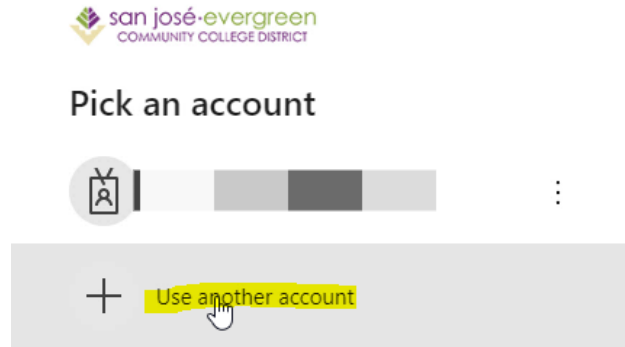 san josé·evergreen
COMMUNITY COLLEGE DISTRICT
Pick an account
Use another account